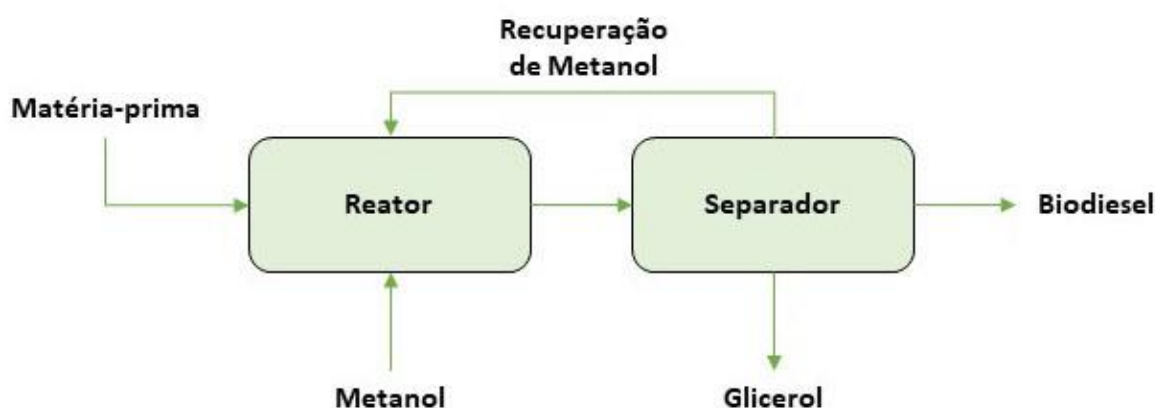 Recuperação
de Metanol
Matéria-prima
Reator
Separador
Biodiesel
Metanol
Glicerol